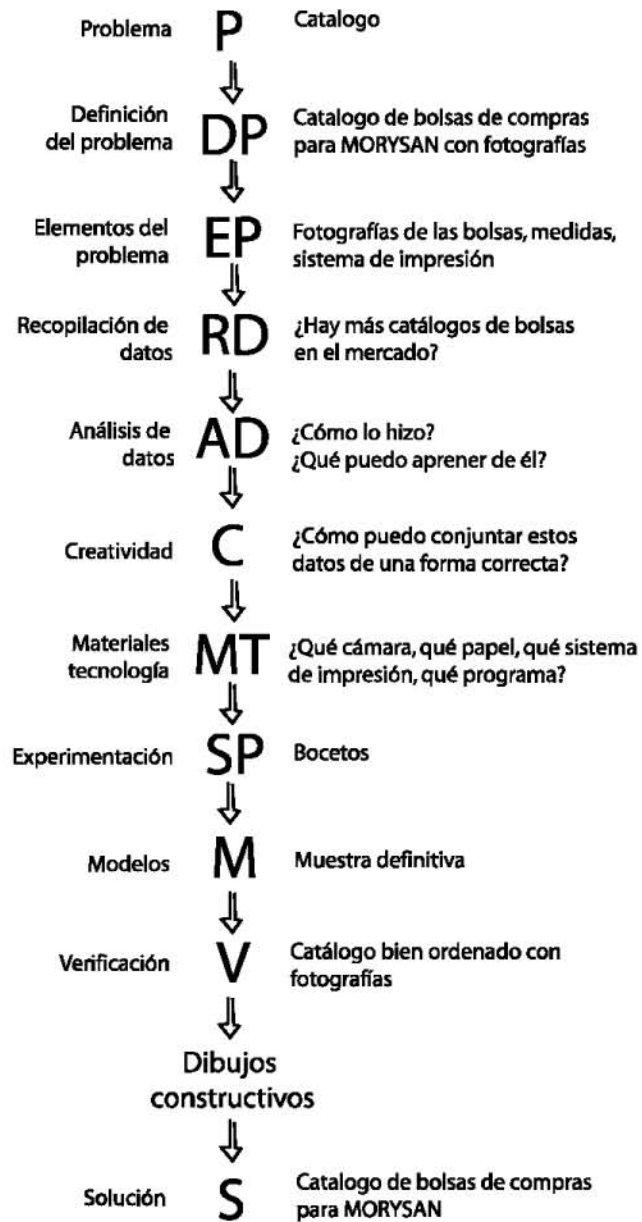 Problema P Catalogo
Definición
del problema DP Catalogo de bolsas de compras
para MORYSAN con fotografías
Elementos del
problema EP Fotografías de las bolsas, medidas,
sistema de impresión
Recopilación de
datos RD ¿Hay más catálogos de bolsas
en el mercado?
Análisis de
datos AD ¿Cómo lo hizo?
¿Qué puedo aprener de él?
Creatividad C ¿Cómo puedo conjuntar estos
datos de una forma correcta?
Materiales
tecnología MT ¿Qué cámara, qué papel, qué sistema
de impresión, qué programa?
Experimentación SP Bocetos
Modelos M Muestra definitiva
Verificación V Catálogo bien ordenado con
fotografías
Dibujos
constructivos
Solución S Catalogo de bolsas de compras
para MORYSAN